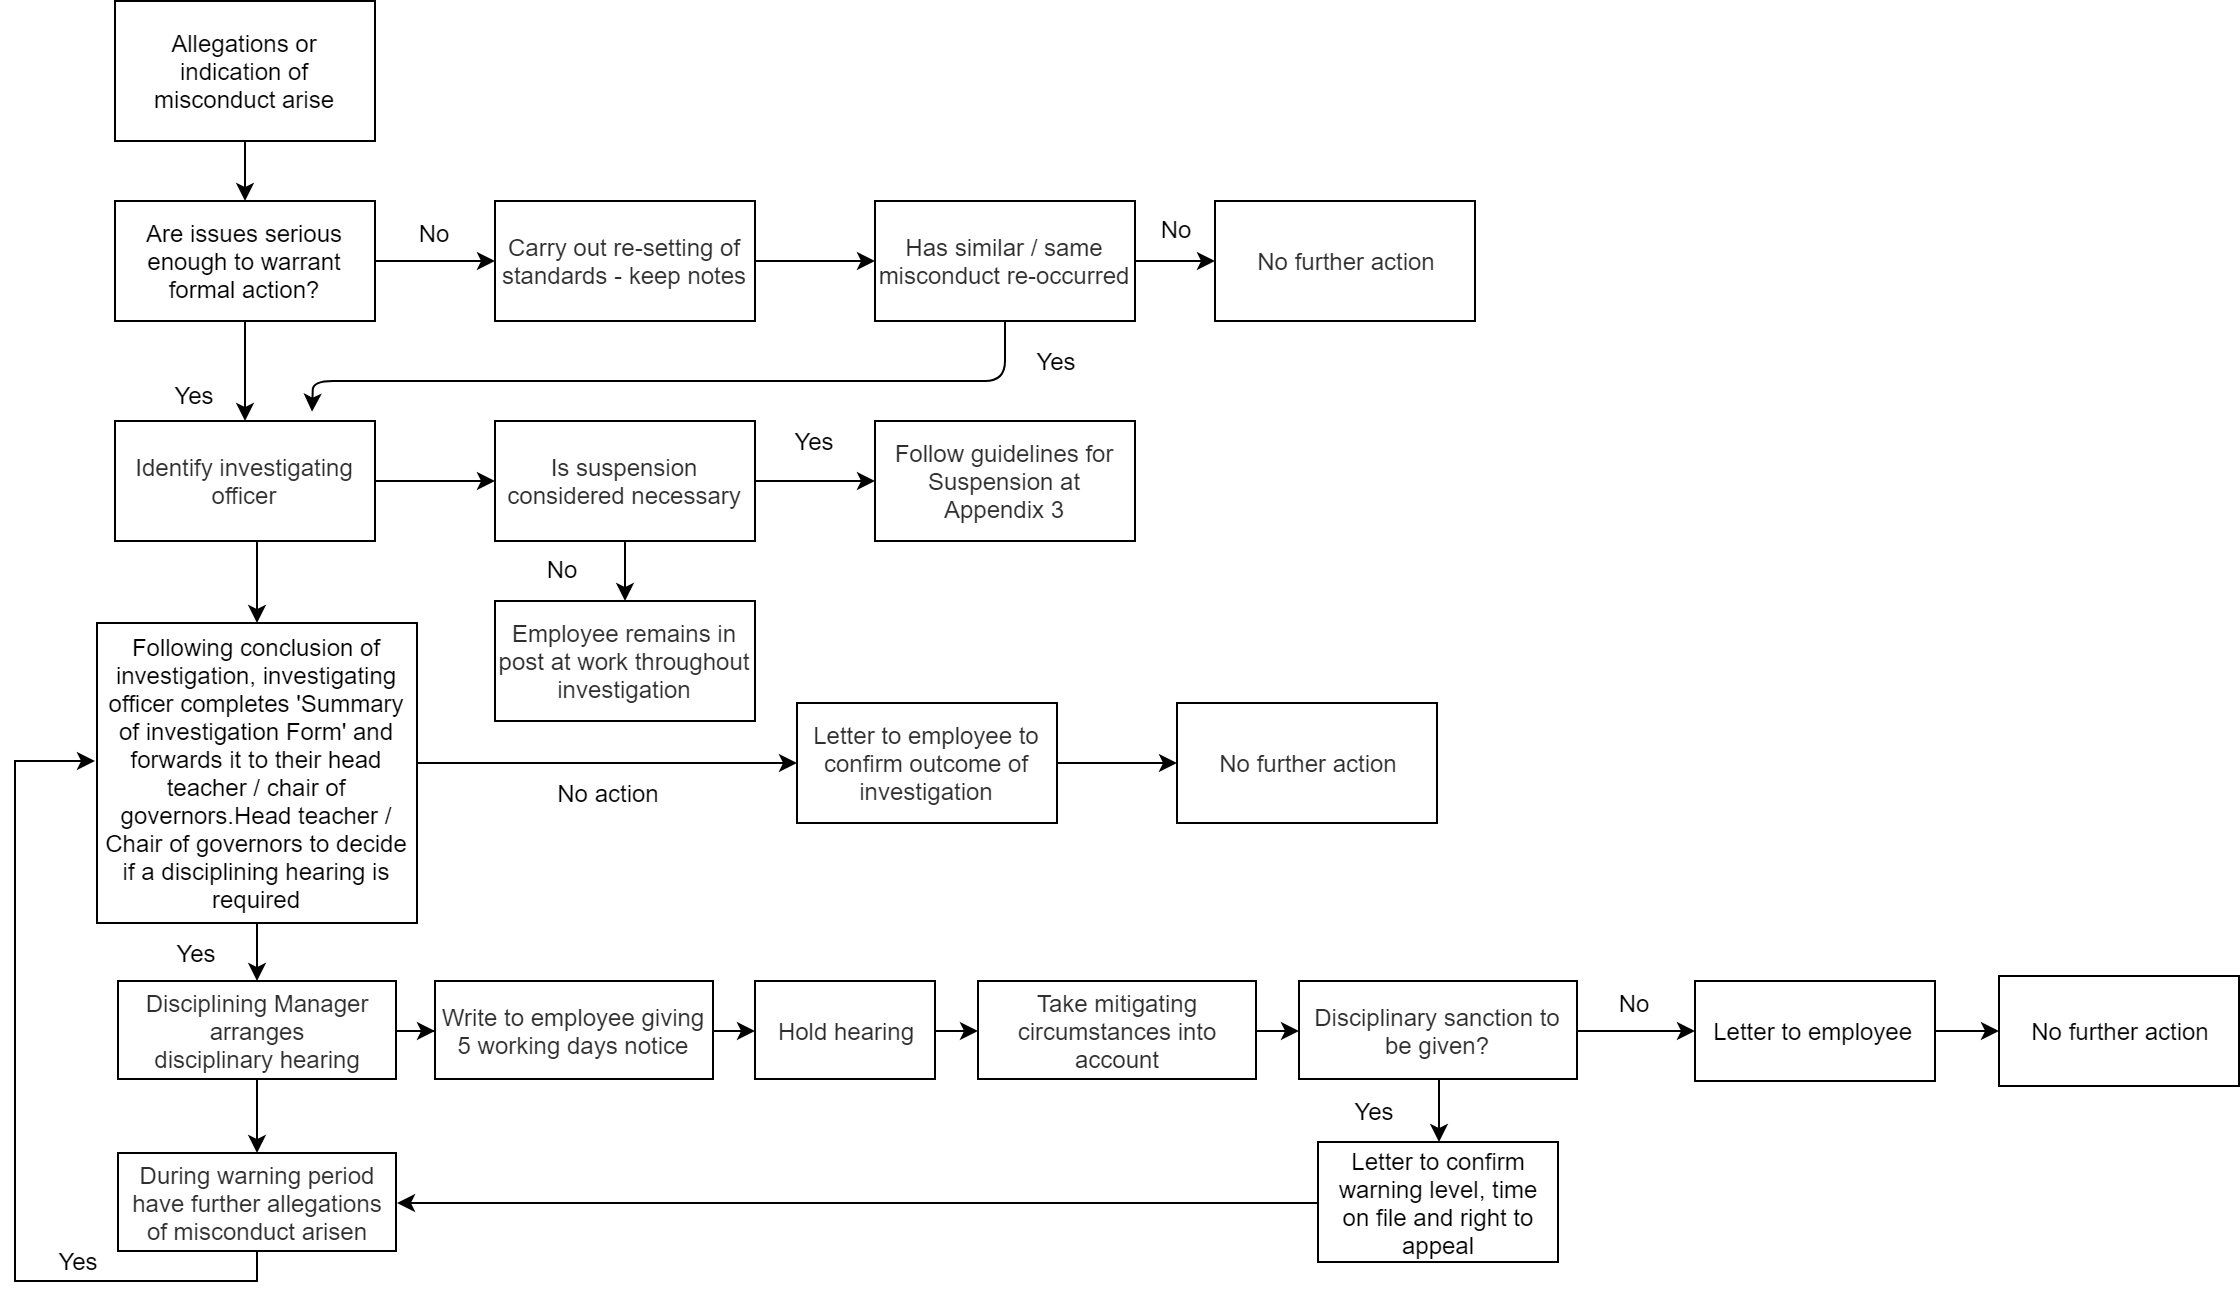 Allegations or
indication of
misconduct arise
Are issues serious
enough to warrant
formal action?
No
Carry out re-setting of
standards - keep notes
Has similar / same
misconduct re-occurred
No
No further action
Yes
Yes
Identify investigating
officer
Is suspension
considered necessary
Yes
Follow guidelines for
Suspension at
Appendix 3
No
Employee remains in
post at work throughout
investigation
Following conclusion of
investigation, investigating
officer completes 'Summary
of investigation Form' and
forwards it to their head
teacher / chair of
governors.Head teacher /
Chair of governors to decide
if a disciplining hearing is
required
No action
Letter to employee to
confirm outcome of
investigation
No further action
Yes
Disciplining Manager
arranges
disciplinary hearing
Write to employee giving
5 working days notice
Hold hearing
Take mitigating
circumstances into
account
Disciplinary sanction to
be given?
No
Letter to employee
No further action
Yes
Letter to confirm
warning level, time
on file and right to
appeal
During warning period
have further allegations
of misconduct arisen
Yes